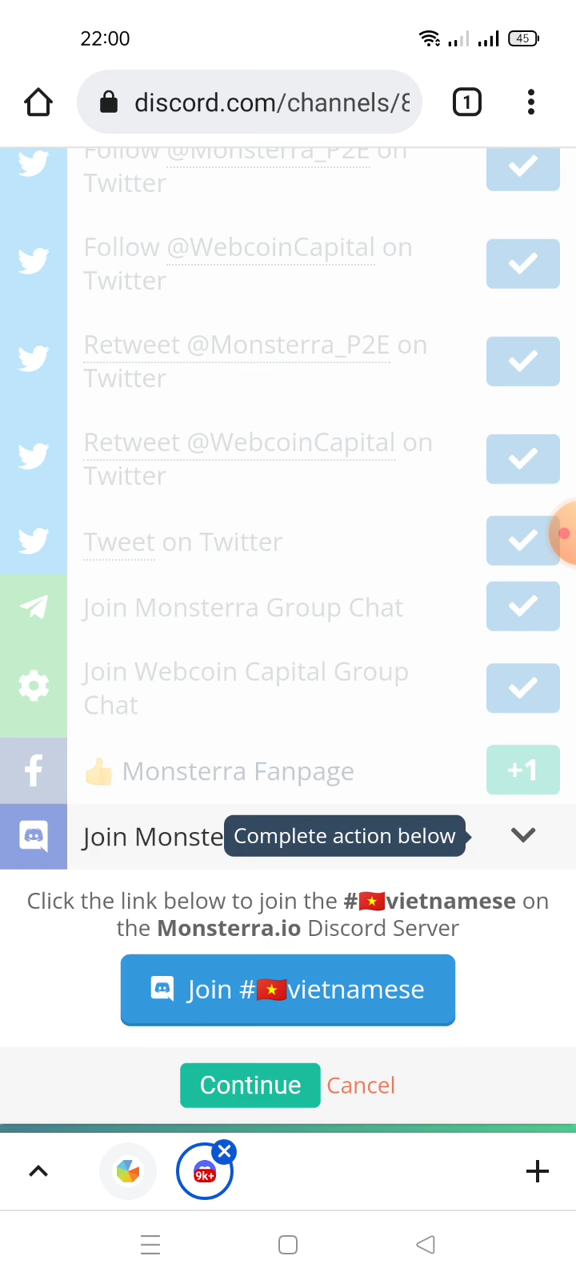 22:00
45
discord.com/channels/8
1
Follow @Monsterra_P2E on
Twitter
Follow @WebcoinCapital on
Twitter
Retweet @Monsterra_P2E on
Twitter
Retweet @WebcoinCapital on
Twitter
Tweet on Twitter
Join Monsterra Group Chat
Join Webcoin Capital Group
Chat
👍 Monsterra Fanpage
+1
Join Monste
Complete action below
Click the link below to join the #🇻🇳vietnamese on
the Monsterra.io Discord Server
Join #🇻🇳vietnamese
Continue
Cancel
9k+